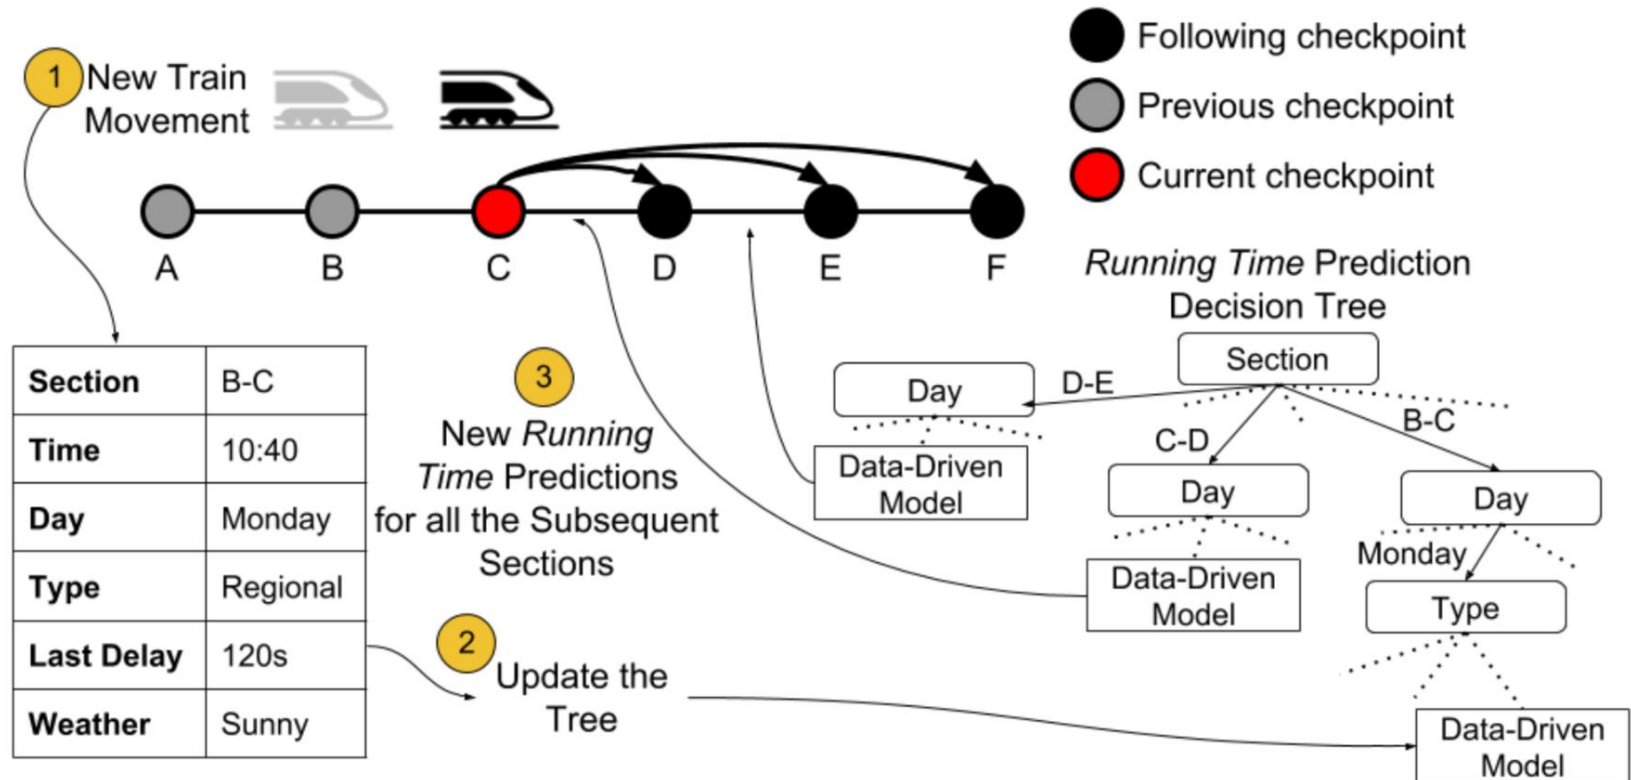 1
New Train
Movement
Following checkpoint
Previous checkpoint
Current checkpoint
A B C D E F
Section B-C
Time 10:40
Day Monday
Type Regional
Last Delay 120s
Weather Sunny
2
Update the
Tree
3
New Running
Time Predictions
for all the Subsequent
Sections
Running Time Prediction
Decision Tree
Section
D-E
C-D
B-C
Day
Data-Driven
Model
Day
Data-Driven
Model
Day
Monday
Type
Data-Driven
Model